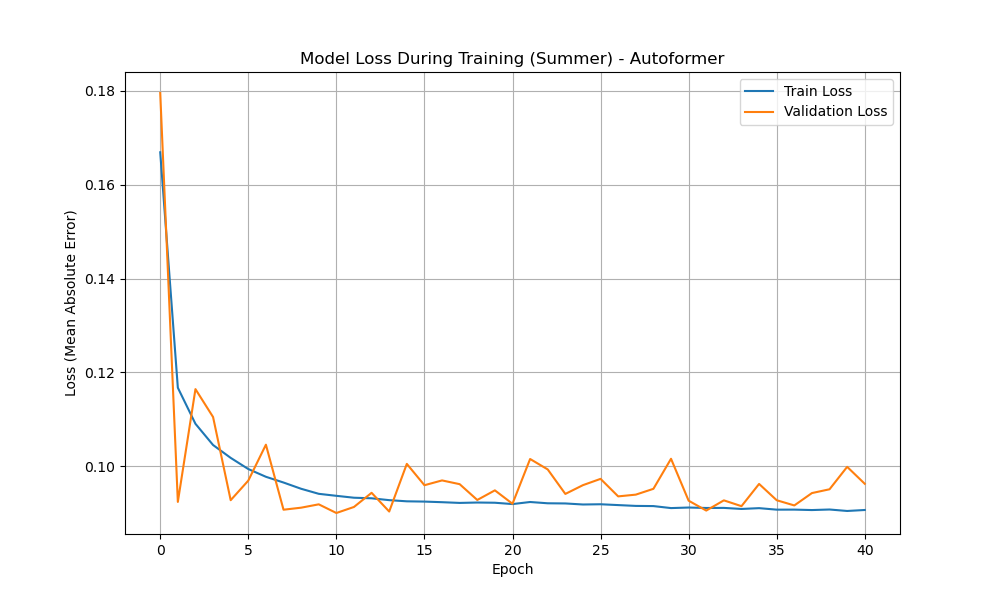 Model Loss During Training (Summer) - Autoformer
Train Loss
Validation Loss
Loss (Mean Absolute Error)
0.18
0.16
0.14
0.12
0.10
0 5 10 15 20 25 30 35 40
Epoch